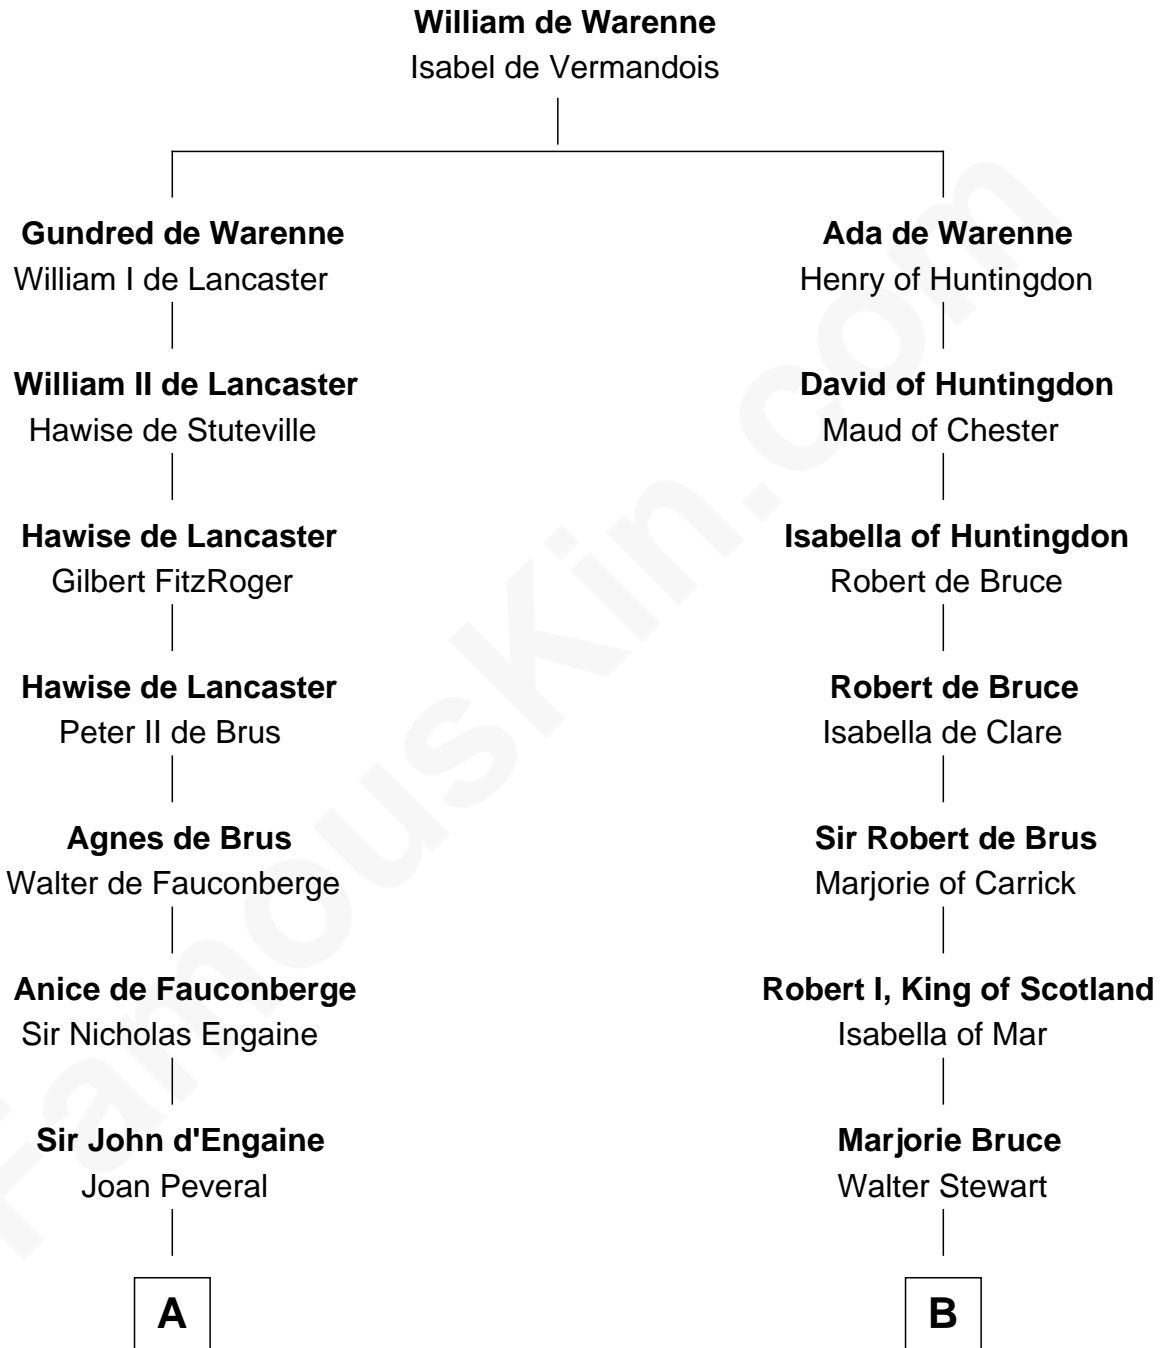 William de Warenne
Isabel de Vermandois
Gundred de Warenne
William I de Lancaster
William II de Lancaster
Hawise de Stuteville
Hawise de Lancaster
Gilbert FitzRoger
Hawise de Lancaster
Peter II de Brus
Agnes de Brus
Walter de Fauconberge
Anice de Fauconberge
Sir Nicholas Engaine
Sir John d'Engaine
Joan Peveral
A
Ada de Warenne
Henry of Huntingdon
David of Huntingdon
Maud of Chester
Isabella of Huntingdon
Robert de Bruce
Robert de Bruce
Isabella de Clare
Sir Robert de Brus
Marjorie of Carrick
Robert I, King of Scotland
Isabella of Mar
Marjorie Bruce
Walter Stewart
B
FamousKin.com